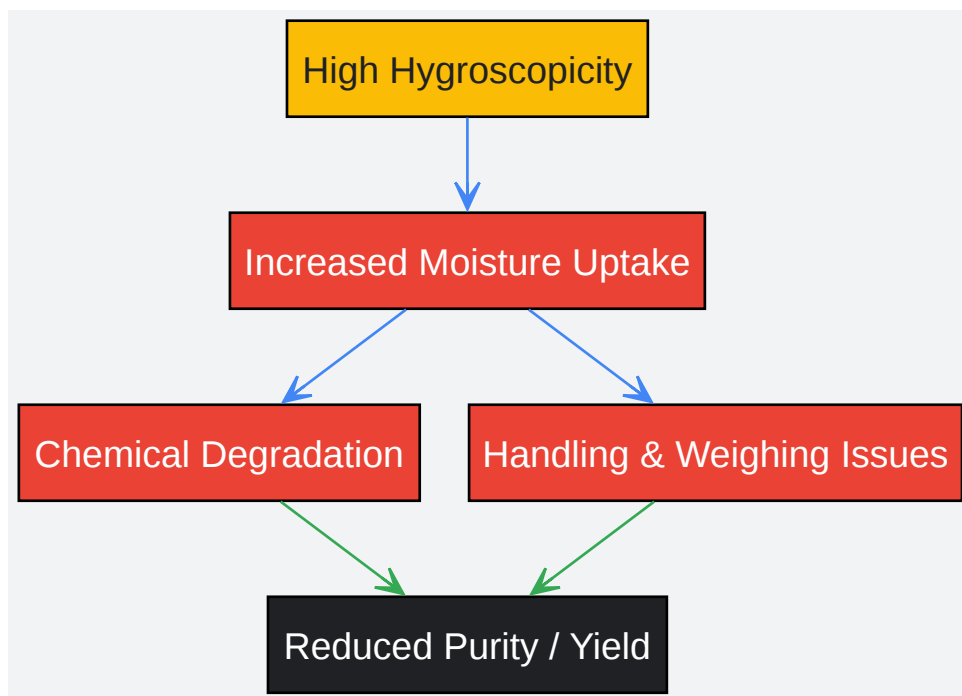 High Hygroscopicity
Increased Moisture Uptake
Chemical Degradation
Handling & Weighing Issues
Reduced Purity / Yield